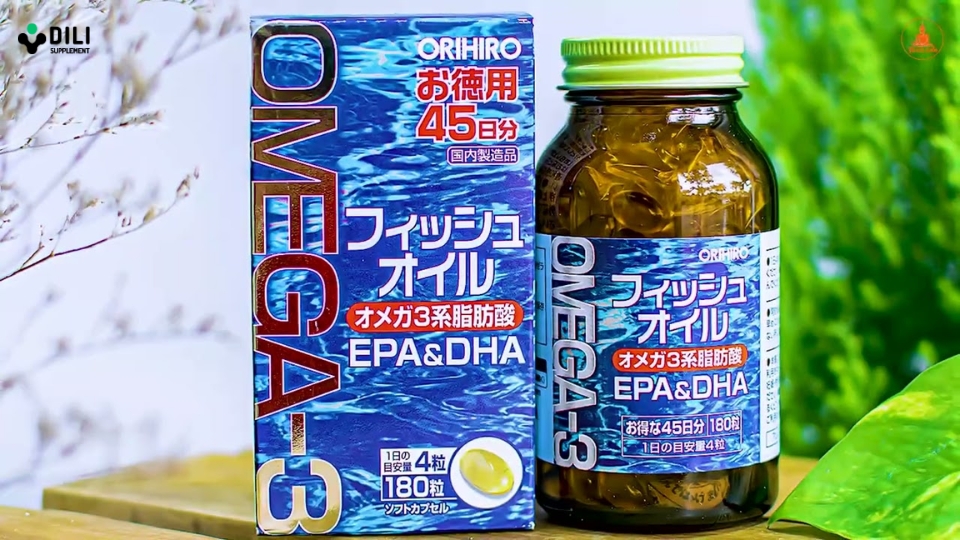 DILI
SUPPLEMENT
OMEGA-3
ORIHIRO
お徳用
45日分
国内製造品
フィッシュ
オイル
オメガ3系脂肪酸
EPA&DHA
1日の
目安量 4粒
180粒
ソフトカプセル
OMEGA-3
ORIHIRO
フィッシュ
オイル
オメガ3系脂肪酸
EPA&DHA
お得な45日分 180粒
1日の目安量4粒